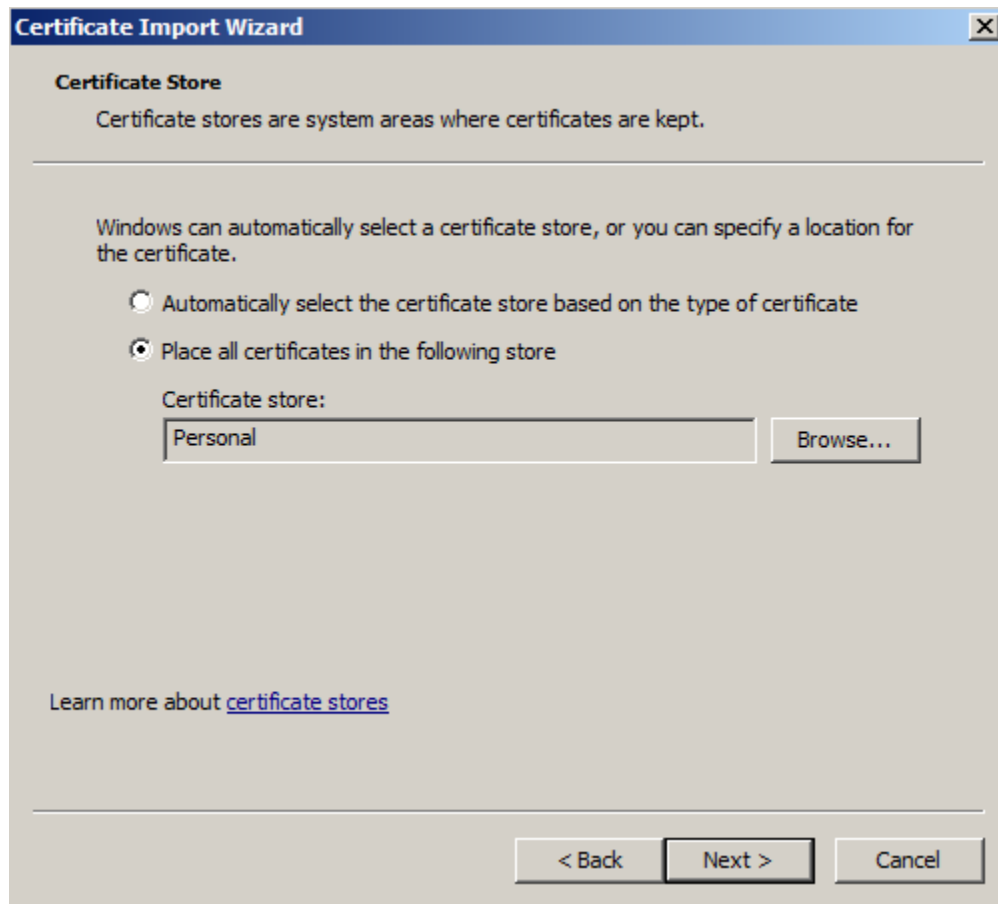 Certificate Import Wizard
Certificate Store
Certificate stores are system areas where certificates are kept.
Windows can automatically select a certificate store, or you can specify a location for
the certificate.
Automatically select the certificate store based on the type of certificate
Place all certificates in the following store
Certificate store:
Personal
Browse...
Learn more about certificate stores
< Back
Next >
Cancel